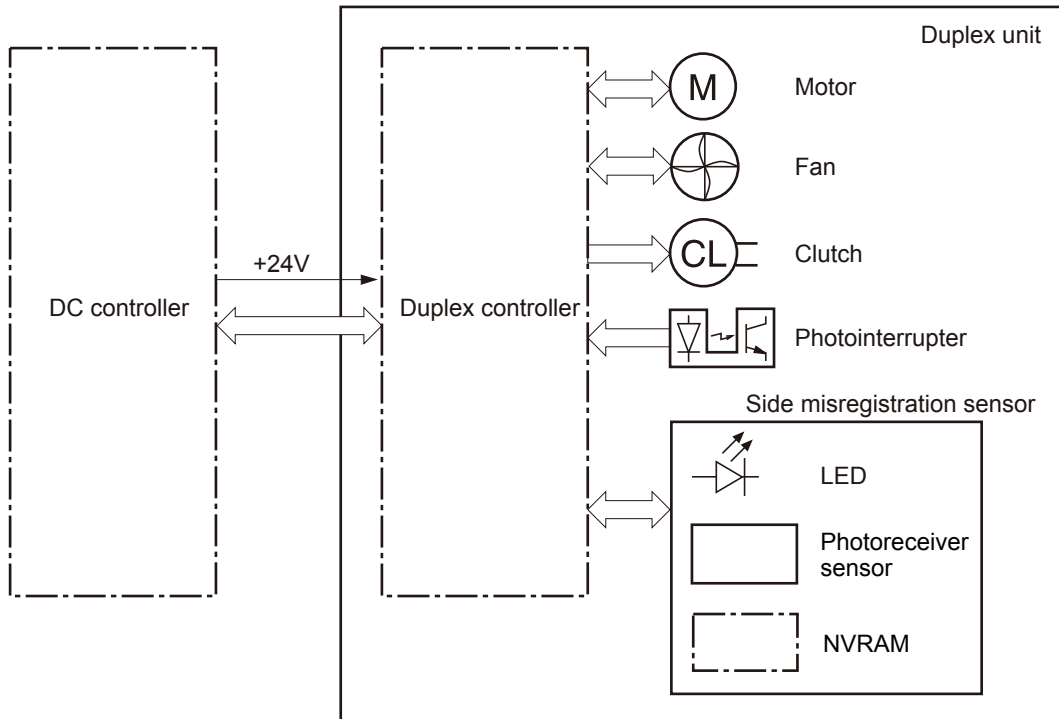 Duplex unit
M
Motor
Fan
CL
Clutch
+24V
DC controller
Duplex controller
Photointerrupter
Side misregistration sensor
LED
Photoreceiver
sensor
NVRAM